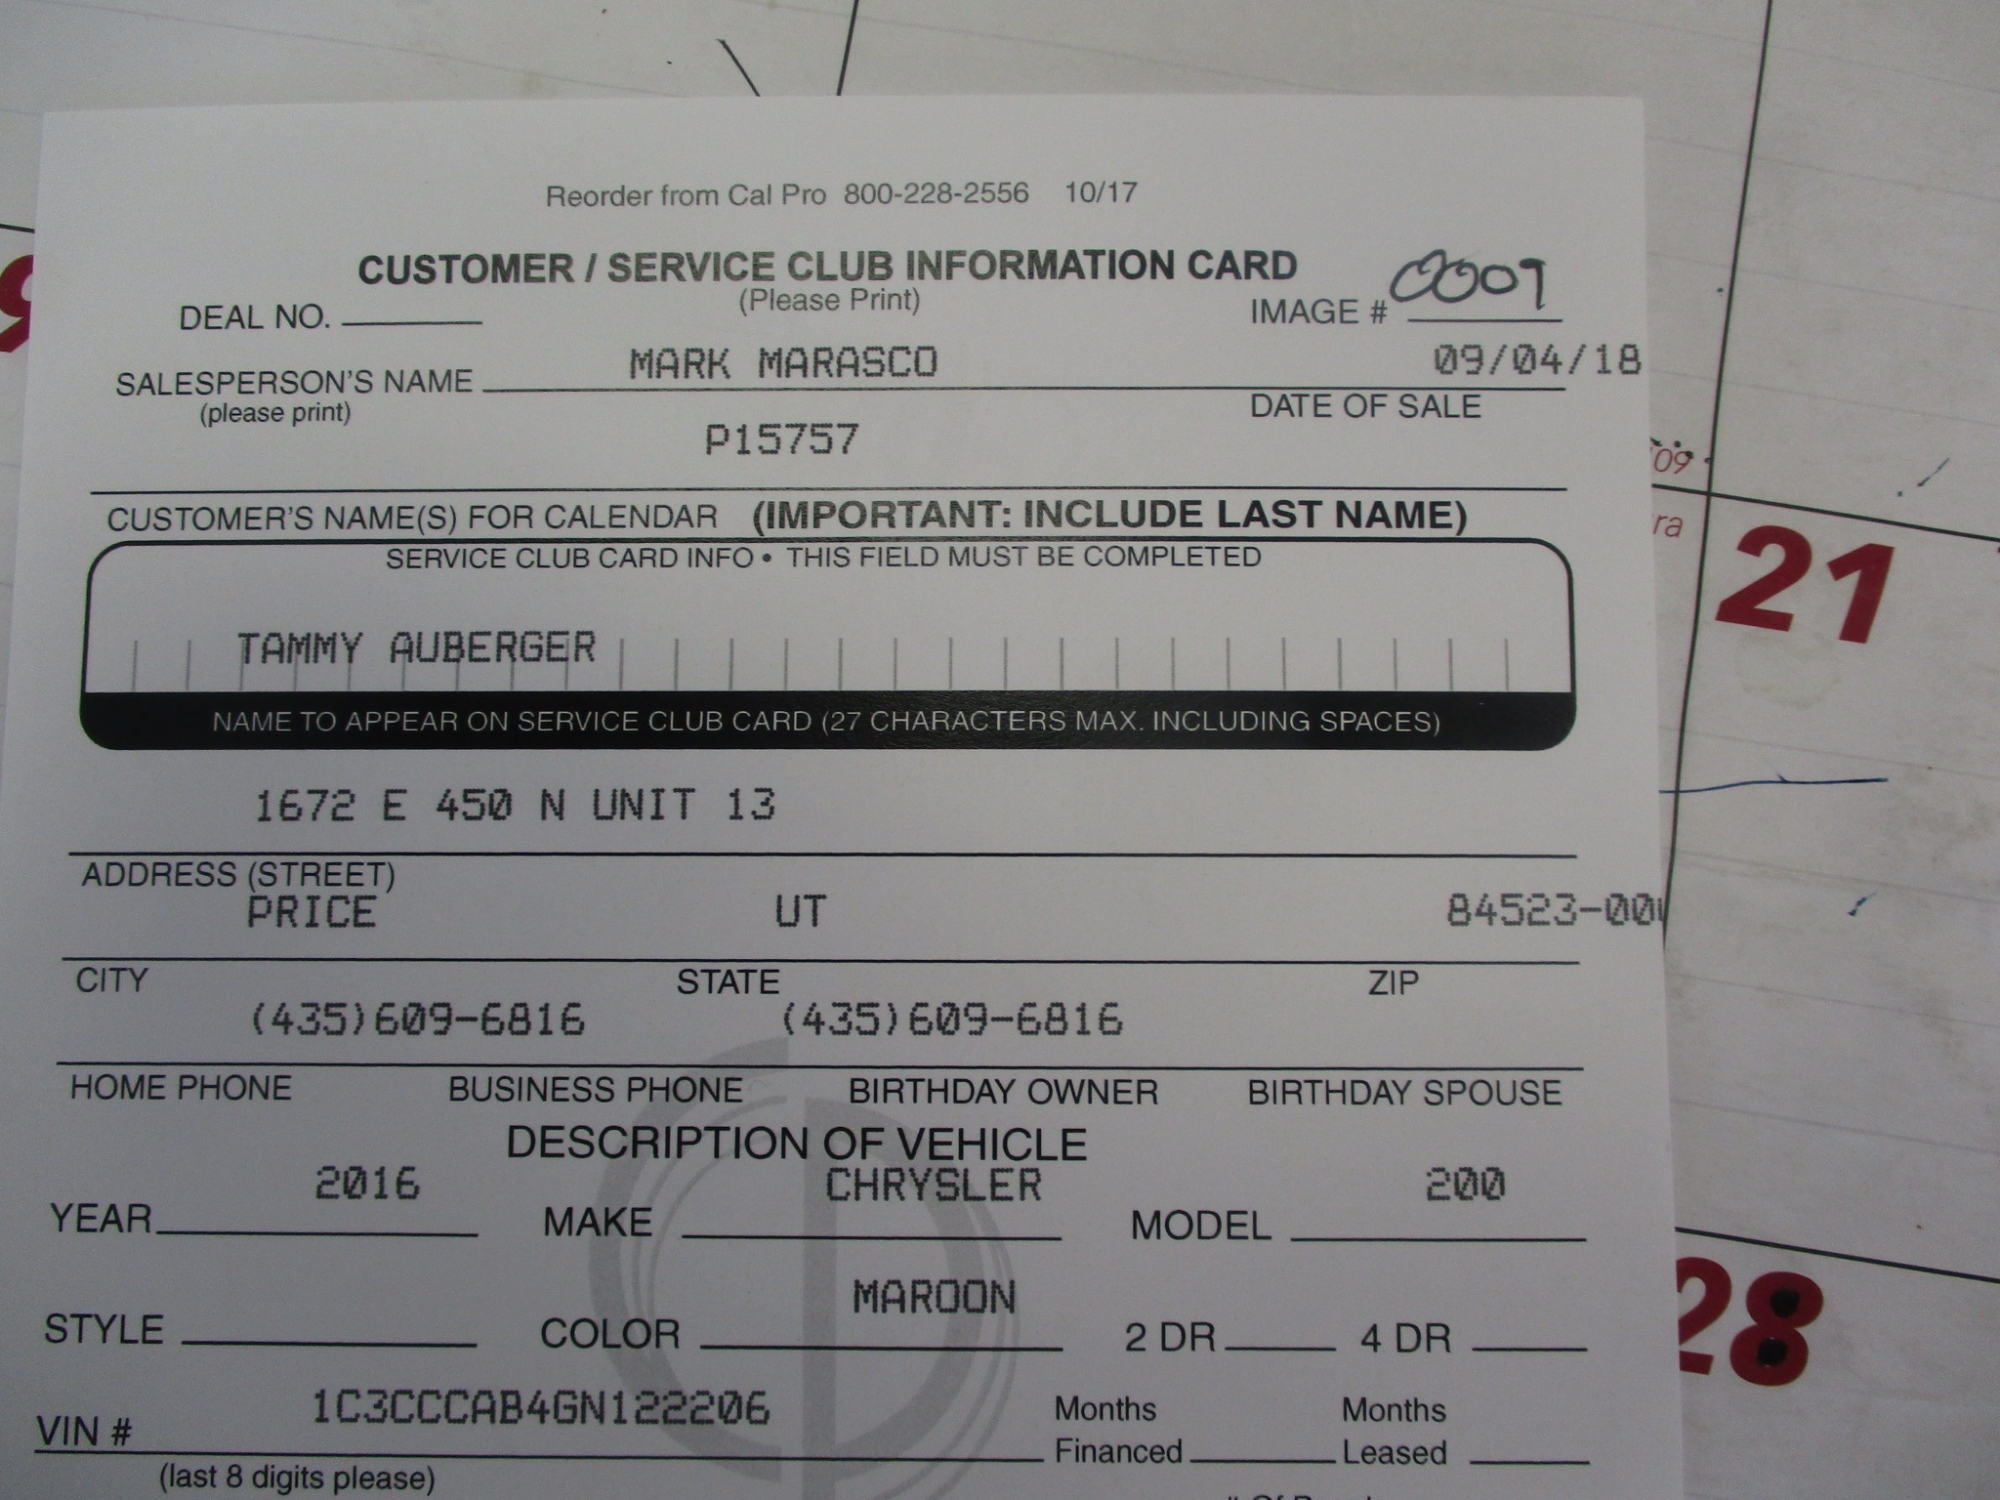 Reorder from Cal Pro 800-228-2556 10/17
CUSTOMER / SERVICE CLUB INFORMATION CARD
(Please Print)
DEAL NO.
IMAGE # 0009
MARK MARASCO 09/04/18
SALESPERSON'S NAME
(please print)
DATE OF SALE
P15757
CUSTOMER'S NAME(S) FOR CALENDAR (IMPORTANT: INCLUDE LAST NAME)
SERVICE CLUB CARD INFO • THIS FIELD MUST BE COMPLETED
TAMMY AUBERGER
NAME TO APPEAR ON SERVICE CLUB CARD (27 CHARACTERS MAX. INCLUDING SPACES)
1672 E 450 N UNIT 13
ADDRESS (STREET)
PRICE UT 84523-00
CITY STATE ZIP
(435)609-6816 (435)609-6816
HOME PHONE BUSINESS PHONE BIRTHDAY OWNER BIRTHDAY SPOUSE
DESCRIPTION OF VEHICLE
2016 CHRYSLER 200
YEAR MAKE MODEL
MAROON
STYLE COLOR 2 DR 4 DR
1C3CCCAB4GN122206
VIN #
(last 8 digits please)
Months Financed
Months Leased
09
ra
21
28
9